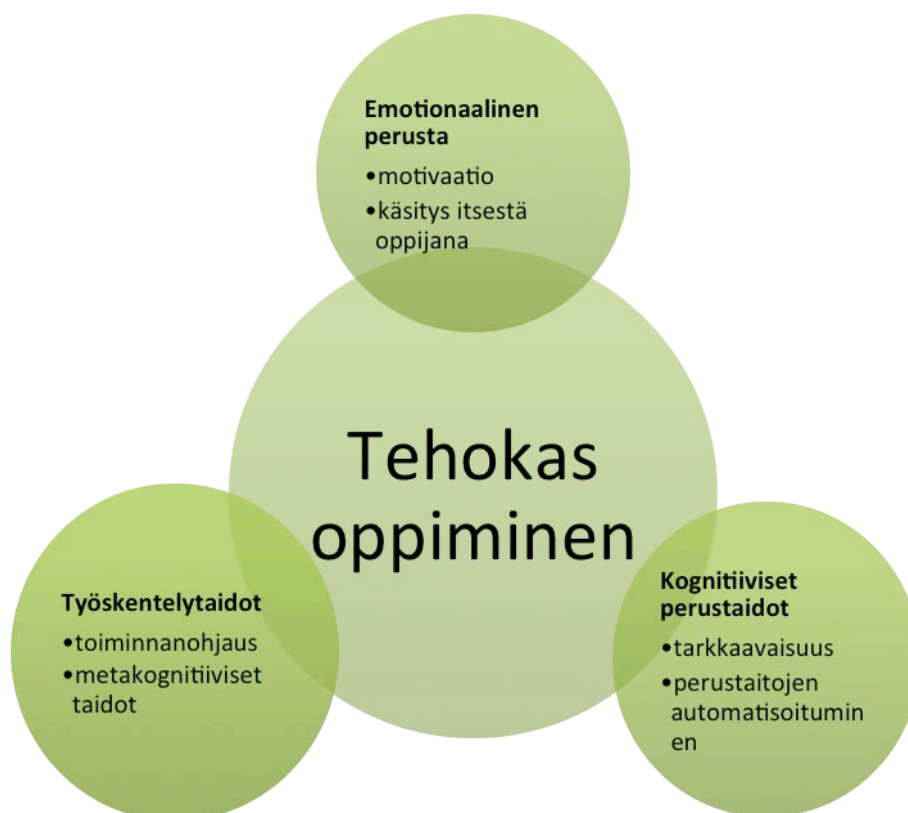 Emotionaalinen
perusta
•motivaatio
•käsitys itsestä
oppijana
Tehokas
oppiminen
Työskentelytaidot
•toiminnanohjaus
•metakognitiiviset
taidot
Kognitiiviset
perustaidot
•tarkkaavaisuus
•perustaitojen
automatisoitumin
en